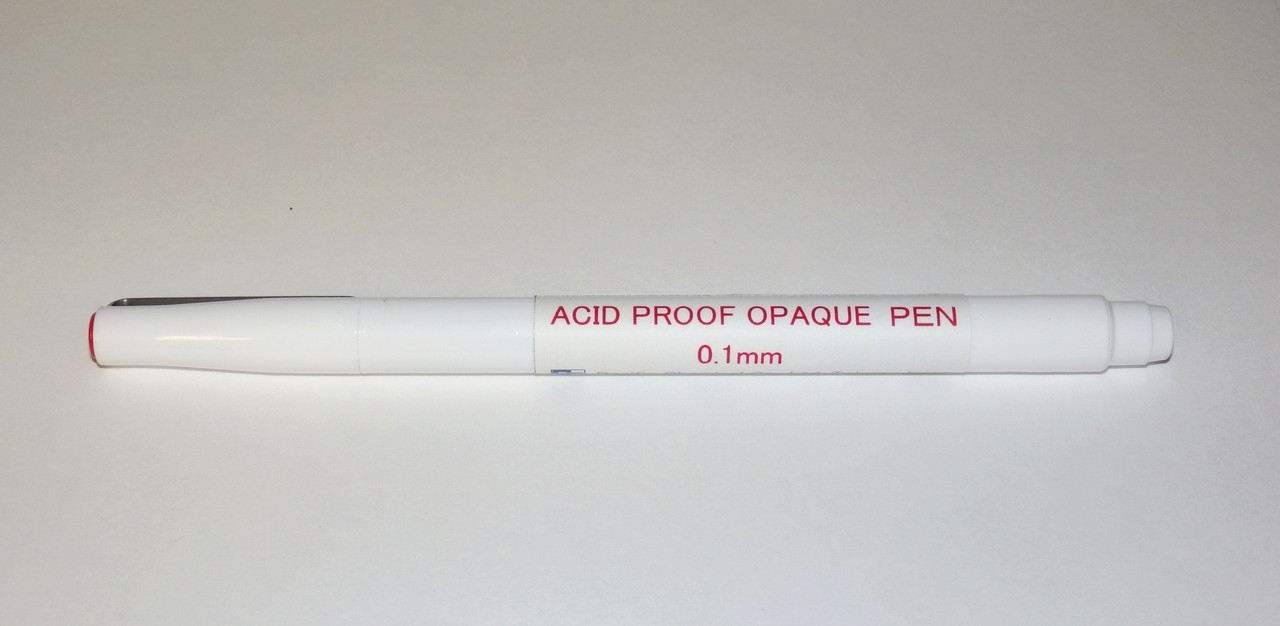 ACID PROOF OPAQUE PEN
0.1mm